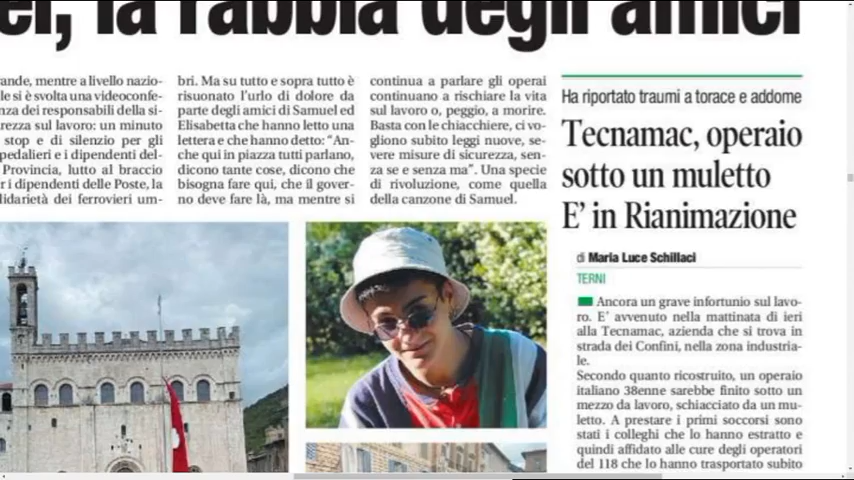 ei, la rabbia degli amici
ande, mentre a livello nazio-
le si è svolta una videoconfe-
nza dei responsabili della si-
rezza sul lavoro: un minuto
stop e di silenzio per gli
pedalieri e i dipendenti del-
Provincia, lutto al braccio
r i dipendenti delle Poste, la
lidarietà dei ferrovieri um-
bri. Ma su tutto e sopra tutto è
risuonato l'urlo di dolore da
parte degli amici di Samuel ed
Elisabetta che hanno letto una
lettera e che hanno detto: “An-
che qui in piazza tutti parlano,
dicono tante cose, dicono che
bisogna fare qui, che il gover-
no deve fare là, ma mentre si
continua a parlare gli operai
continuano a rischiare la vita
sul lavoro o, peggio, a morire.
Basta con le chiacchiere, ci vo-
gliono subito leggi nuove, se-
vere misure di sicurezza, sen-
za se e senza ma”. Una specie
di rivoluzione, come quella
della canzone di Samuel.
Ha riportato traumi a torace e addome
Tecnamac, operaio
sotto un muletto
E' in Rianimazione
di Maria Luce Schillaci
TERNI
Ancora un grave infortunio sul lavo-
ro. E' avvenuto nella mattinata di ieri
alla Tecnamac, azienda che si trova in
strada dei Confini, nella zona industria-
le.
Secondo quanto ricostruito, un operaio
italiano 38enne sarebbe finito sotto un
mezzo da lavoro, schiacciato da un mu-
letto. A prestare i primi soccorsi sono
stati i colleghi che lo hanno estratto e
quindi affidato alle cure degli operatori
del 118 che lo hanno trasportato subito